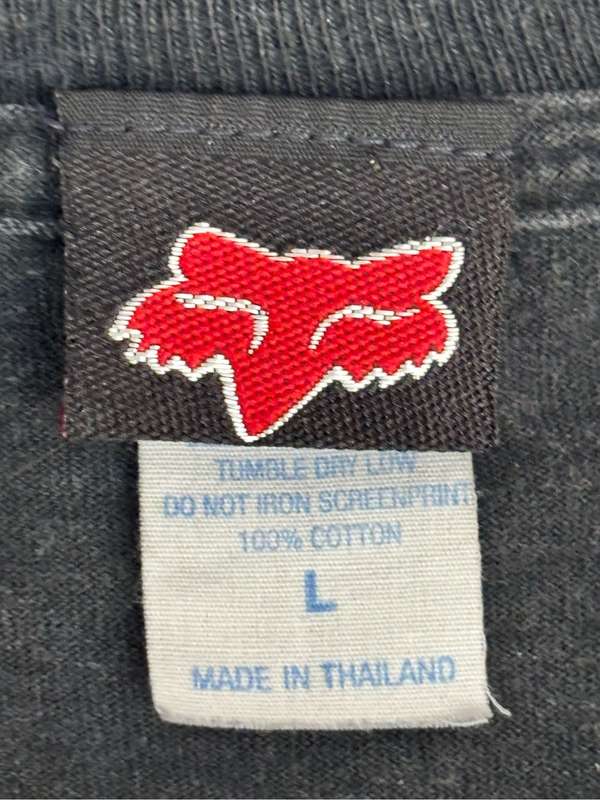 TUMBLE DRY LOW
DO NOT IRON SCREENPRINT
100% COTTON
L
MADE IN THAILAND